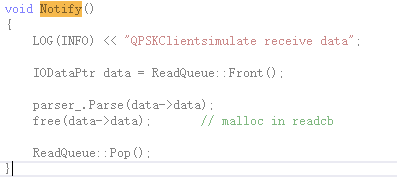 void Notify()
{
LOG(INFO) << "QPSKClientsimulate receive data";
IODataPtr data = ReadQueue::Front();
parser_.Parse(data->data);
free(data->data);       // malloc in readcb
ReadQueue::Pop();
}